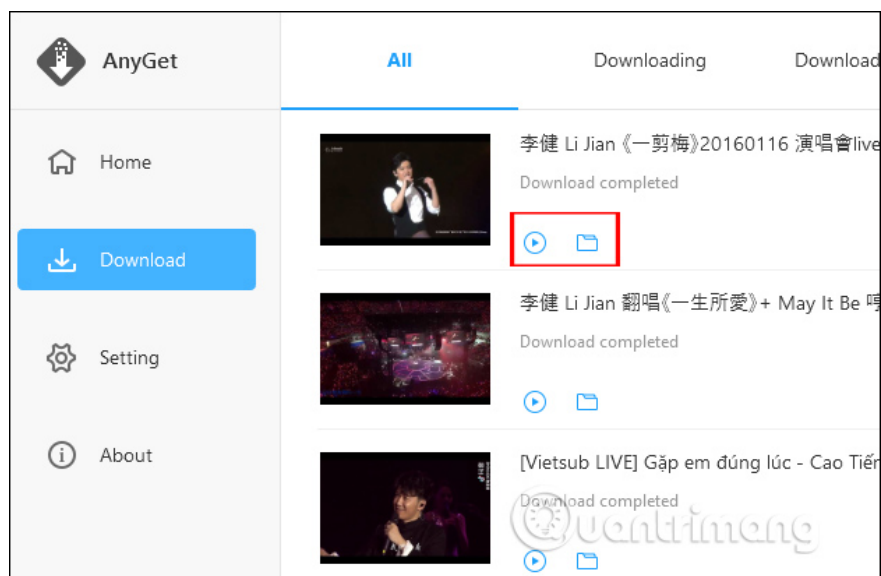 AnyGet
All
Downloading
Download
Home
Download
Setting
About
李健 Li Jian 《一剪梅》20160116 演唱會live
Download completed
李健 Li Jian 翻唱《一生所愛》+ May It Be
Download completed
[Vietsub LIVE] Gặp em đúng lúc - Cao Tiến
Download completed
Quantrimang